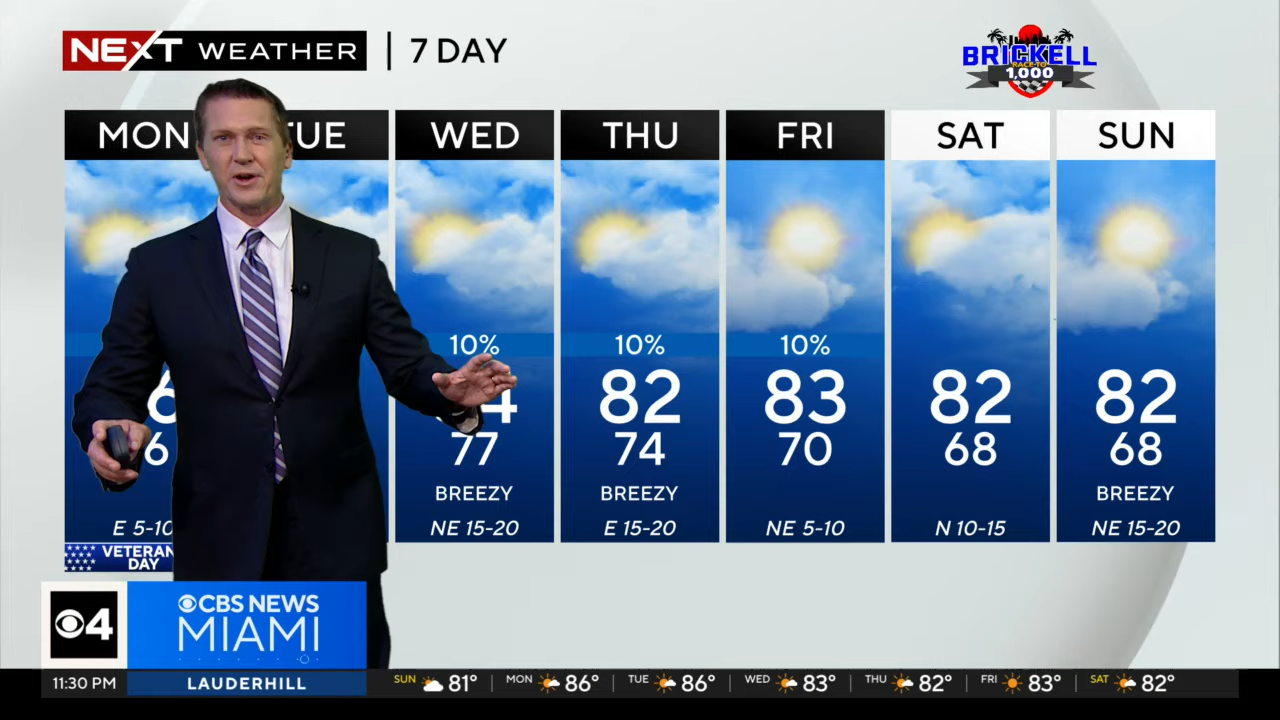 NEXT WEATHER | 7 DAY
BRICKELL
RACE TO
1,000
MON TUE WED THU FRI SAT SUN
10% 10% 10%
82 83 82 82
77 74 70 68 68
BREEZY BREEZY BREEZY
E 5-10 NE 15-20 E 15-20 NE 5-10 N 10-15 NE 15-20
VETERAN
DAY
4
CBS NEWS
MIAMI
11:30 PM LAUDERHILL SUN 81° | MON 86° | TUE 86° | WED 83° | THU 82° | FRI 83° | SAT 82°